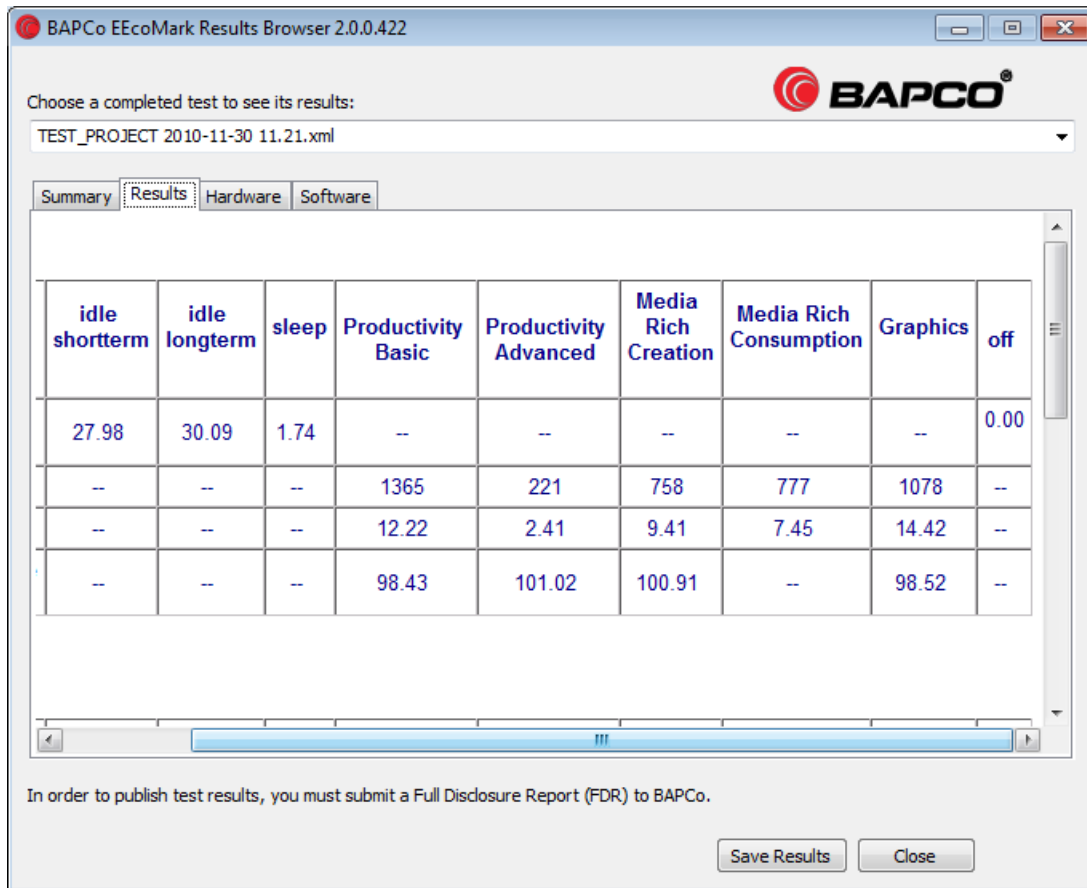 BAPCo EEcoMark Results Browser 2.0.0.422
BAPCO®
Choose a completed test to see its results:
TEST_PROJECT 2010-11-30 11.21.xml
Summary Results Hardware Software
idle shortterm idle longterm sleep Productivity Basic Productivity Advanced Media Rich Creation Media Rich Consumption Graphics off
27.98 30.09 1.74 -- -- -- -- -- 0.00
-- -- -- 1365 221 758 777 1078 --
-- -- -- 12.22 2.41 9.41 7.45 14.42 --
-- -- -- 98.43 101.02 100.91 -- 98.52 --
In order to publish test results, you must submit a Full Disclosure Report (FDR) to BAPCo.
Save Results Close